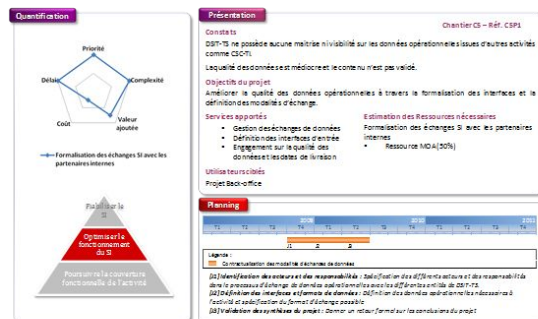 Quantification
Priorité
Délai
Complexité
Coût
Valeur
ajoutée
Formalisation des échanges SI avec les
partenaires internes
Fiabiliser le
SI
Optimiser le
fonctionnement
du SI
Poursuivre la couverture
fonctionnelle de l'activité
Présentation
Chantier C5 – Réf. C5P1
Constats
DSIT-TS ne possède aucune maitrise ni visibilité sur les données opérationnelles issues d'autres activités
comme CSC-TI.
La qualité des données est médiocre et le contenu n'est pas validé.
Objectifs du projet
Améliorer la qualité des données opérationnelles à travers la formalisation des interfaces et la
définition des modalités d'échange.
Services apportés
Gestion des échanges de données
Définition des interfaces d'entrée
Engagement sur la qualité des
données et les dates de livraison
Estimation des Ressources nécessaires
Formalisation des échanges SI avec les partenaires
internes
Ressource MOA (50%)
Utilisateurs ciblés
Projet Back-office
Planning
2009 2010 2011
T1 T2 T3 T4 T1 T2 T3 T4
J1 J2 J3
Légende :
Contractualisation des modalités d'échanges de données
[J1] Identification des acteurs et des responsabilités : Spécification des différents acteurs et des responsabilités
dans le processus d'échange de données opérationnelles avec les différentes entités de DSIT-TS.
[J2] Définition des interfaces et formats de données : Définition des données opérationnelles nécessaires à
l'activité et spécification du format d'échange possible
[J3] Validation des synthèses du projet : Donner un retour formel sur les conclusions du projet